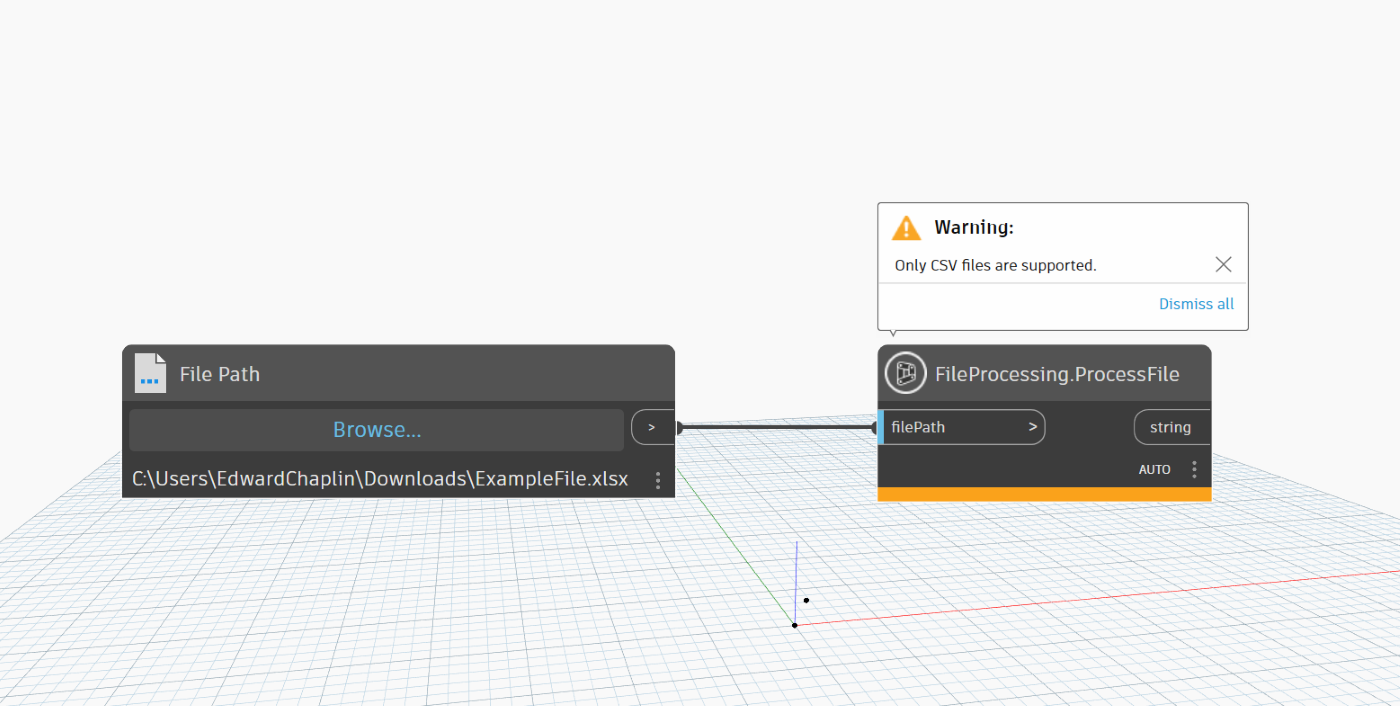 Warning:
Only CSV files are supported.
Dismiss all
File Path
Browse...
>
C:\Users\EdwardChaplin\Downloads\ExampleFile.xlsx
FileProcessing.ProcessFile
filePath >
string
AUTO